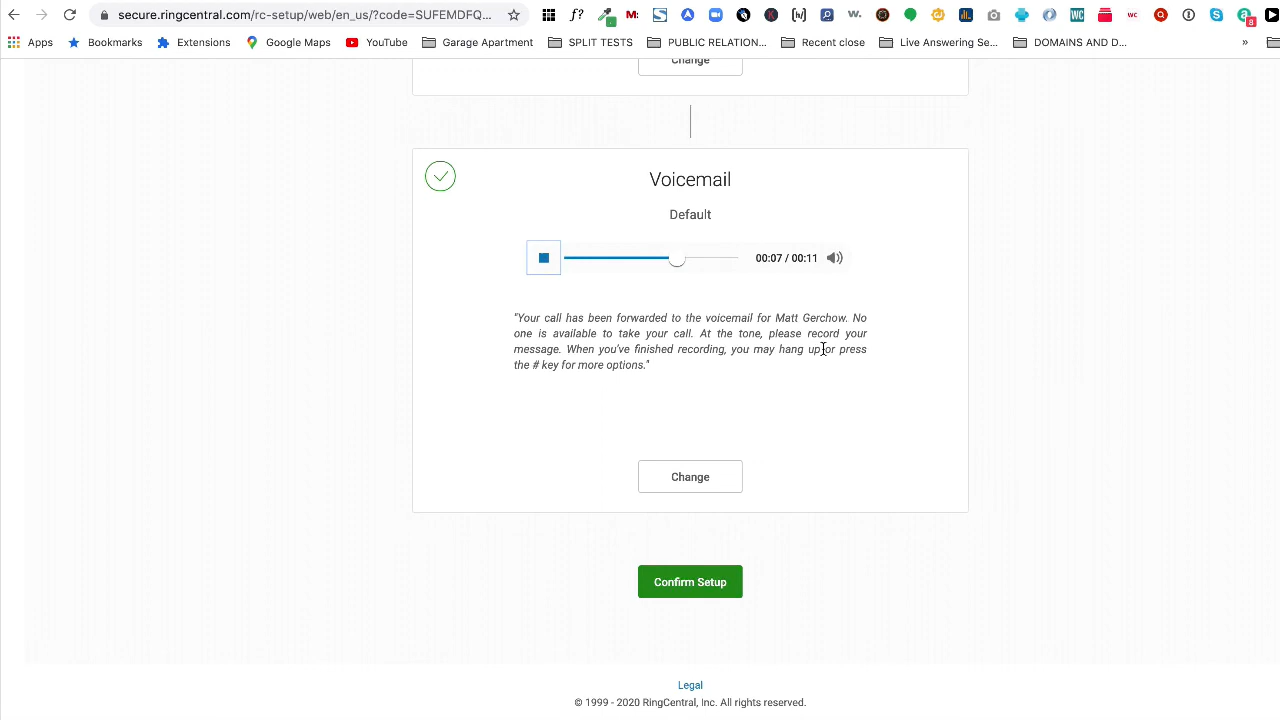 secure.ringcentral.com/rc-setup/web/en_us/?code=SUFEMDFQ...
Apps Bookmarks Extensions Google Maps YouTube Garage Apartment SPLIT TESTS PUBLIC RELATION... Recent close Live Answering Se... DOMAINS AND D... »
Change
Voicemail
Default
00:07 / 00:11
"Your call has been forwarded to the voicemail for Matt Gerchow. No
one is available to take your call. At the tone, please record your
message. When you've finished recording, you may hang up or press
the # key for more options."
Change
Confirm Setup
Legal
© 1999 - 2020 RingCentral, Inc. All rights reserved.